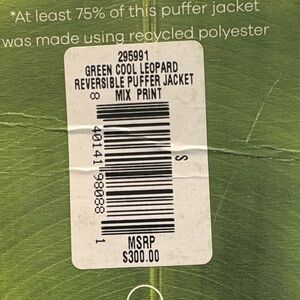 *At least 75% of this puffer jacket
was made using recycled polyester
295991
GREEN COOL LEOPARD
REVERSIBLE PUFFER JACKET
MIX PRINT
8 40141 98088 1
S
MSRP
$300.00